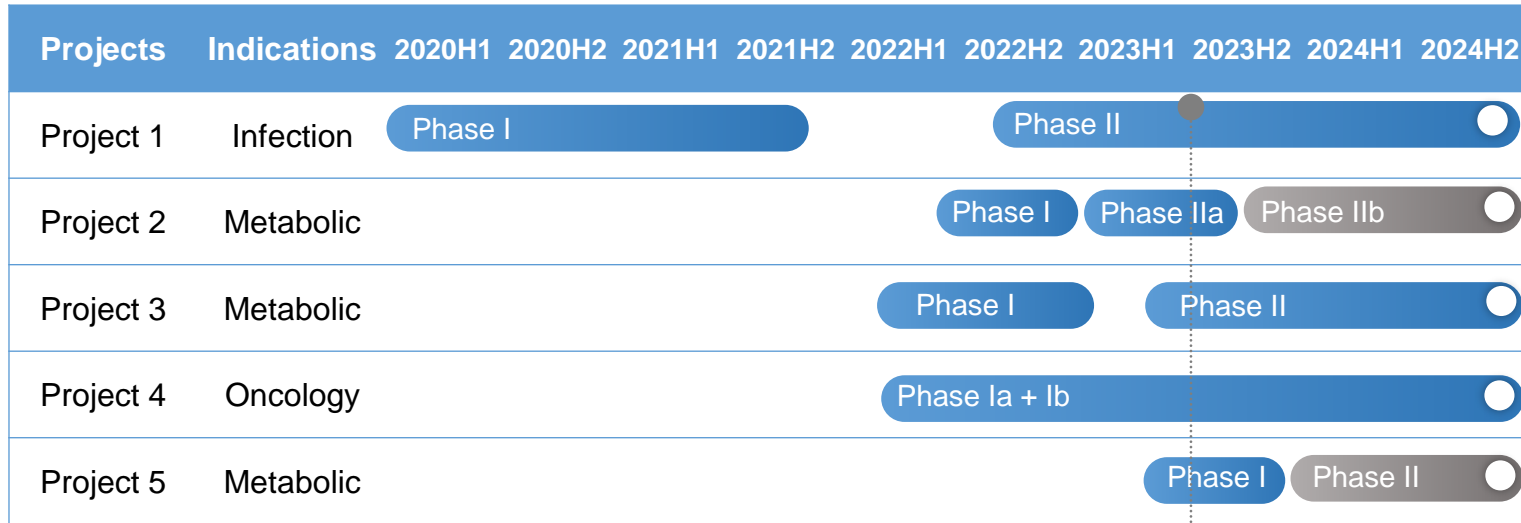 Projects Indications 2020H1 2020H2 2021H1 2021H2 2022H1 2022H2 2023H1 2023H2 2024H1 2024H2
Project 1 Infection Phase I Phase II
Project 2 Metabolic Phase I Phase IIa Phase IIb
Project 3 Metabolic Phase I Phase II
Project 4 Oncology Phase Ia + Ib
Project 5 Metabolic Phase I Phase II